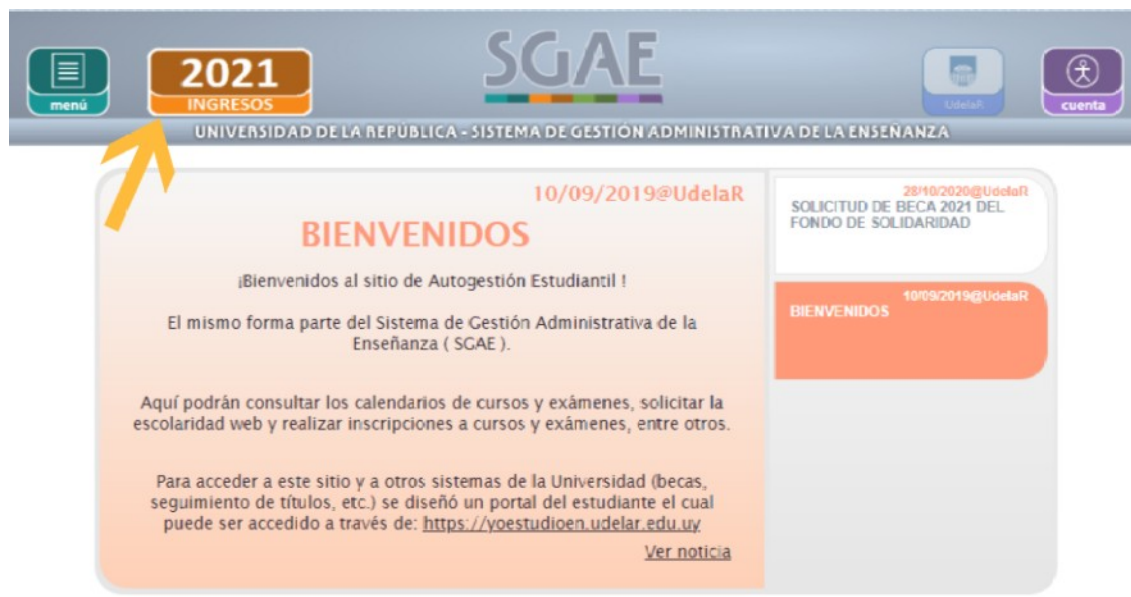 SGAE
menú
2021
INGRESOS
UdelaR
cuenta
UNIVERSIDAD DE LA REPÚBLICA - SISTEMA DE GESTIÓN ADMINISTRATIVA DE LA ENSEÑANZA
10/09/2019@UdelaR
BIENVENIDOS
¡Bienvenidos al sitio de Autogestión Estudiantil !
El mismo forma parte del Sistema de Gestión Administrativa de la
Enseñanza ( SGAE ).
Aquí podrán consultar los calendarios de cursos y exámenes, solicitar la
escolaridad web y realizar inscripciones a cursos y exámenes, entre otros.
Para acceder a este sitio y a otros sistemas de la Universidad (becas,
seguimiento de títulos, etc.) se diseñó un portal del estudiante el cual
puede ser accedido a través de: https://yoestudioen.udelar.edu.uy
Ver noticia
28/10/2020@UdelaR
SOLICITUD DE BECA 2021 DEL
FONDO DE SOLIDARIDAD
10/09/2019@UdelaR
BIENVENIDOS